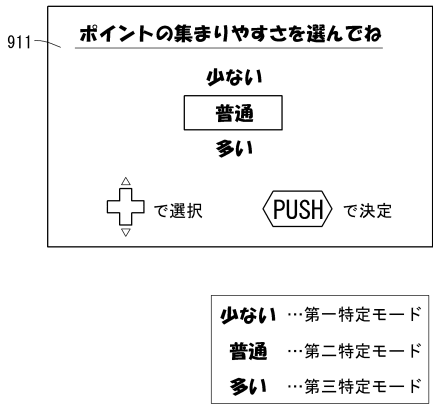 ポイントの集まりやすさを選んでね
911
少ない
普通
多い
で選択 PUSH で決定
少ない …第一特定モード
普通 …第二特定モード
多い …第三特定モード